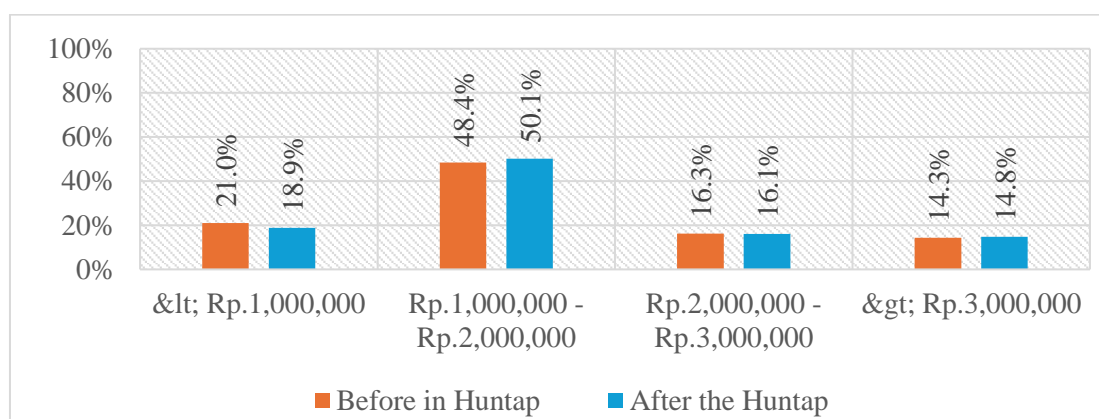 100%
80%
60%
40%
20%
0%
21.0%
18.9%
48.4%
50.1%
16.3%
16.1%
14.3%
14.8%
&lt; Rp.1,000,000
Rp.1,000,000 -
Rp.2,000,000
Rp.2,000,000 -
Rp.3,000,000
&gt; Rp.3,000,000
Before in Huntap
After the Huntap